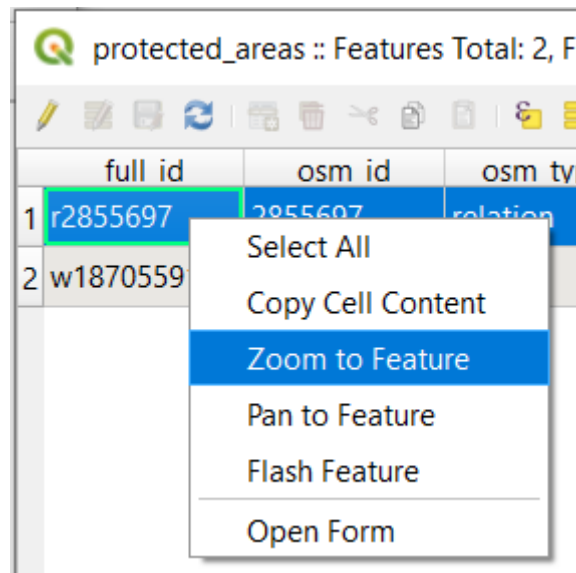 protected_areas :: Features Total: 2, F
full_id osm_id osm_ty
1 r2855697 2855697 relation
2 w18705591
Select All
Copy Cell Content
Zoom to Feature
Pan to Feature
Flash Feature
Open Form